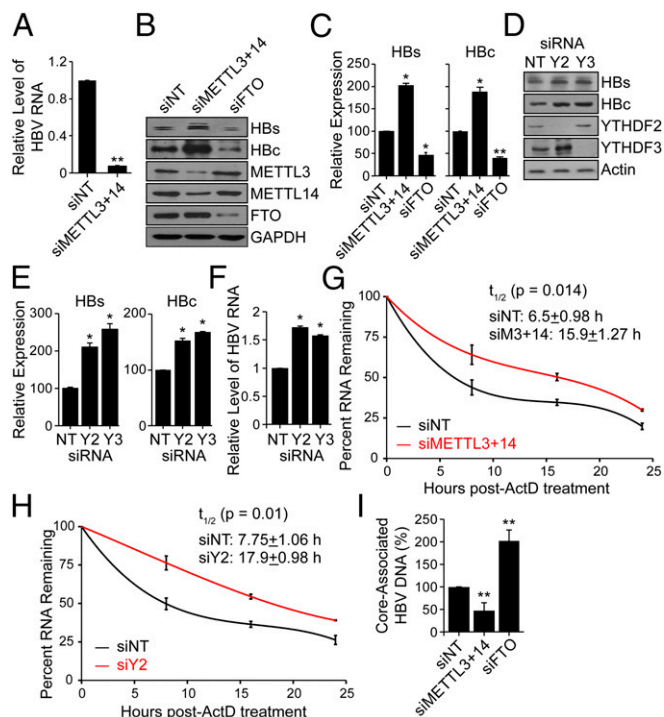 A
Relative Level of
HBV RNA
1.2
0.8
0.4
0
**
siNT
siMETTL3+14
B
siNT
siMETTL3+14
siFTO
HBs
HBc
METTL3
METTL14
FTO
GAPDH
C
Relative Expression
HBs
HBc
250
200
150
100
50
0
*
*
*
**
siNT
siMETTL3+14
siFTO
siNT
siMETTL3+14
siFTO
D
siRNA
NT Y2 Y3
HBs
HBc
YTHDF2
YTHDF3
Actin
E
Relative Expression
HBs
HBc
300
200
100
0
300
200
100
0
*
*
*
*
NT Y2 Y3
siRNA
NT Y2 Y3
siRNA
F
Relative Level of HBV RNA
2
1.5
1
0.5
0
*
*
NT Y2 Y3
siRNA
G
Percent RNA Remaining
100
75
50
25
0
t1/2 (p = 0.014)
siNT: 6.5±0.98 h
siM3+14: 15.9±1.27 h
siNT
siMETTL3+14
0 5 10 15 20 25
Hours post-ActD treatment
H
Percent RNA Remaining
100
75
50
25
0
t1/2 (p = 0.01)
siNT: 7.75±1.06 h
siY2: 17.9±0.98 h
siNT
siY2
0 5 10 15 20 25
Hours post-ActD treatment
I
Core-Associated
HBV DNA (%)
250
200
150
100
50
0
**
**
siNT
siMETTL3+14
siFTO